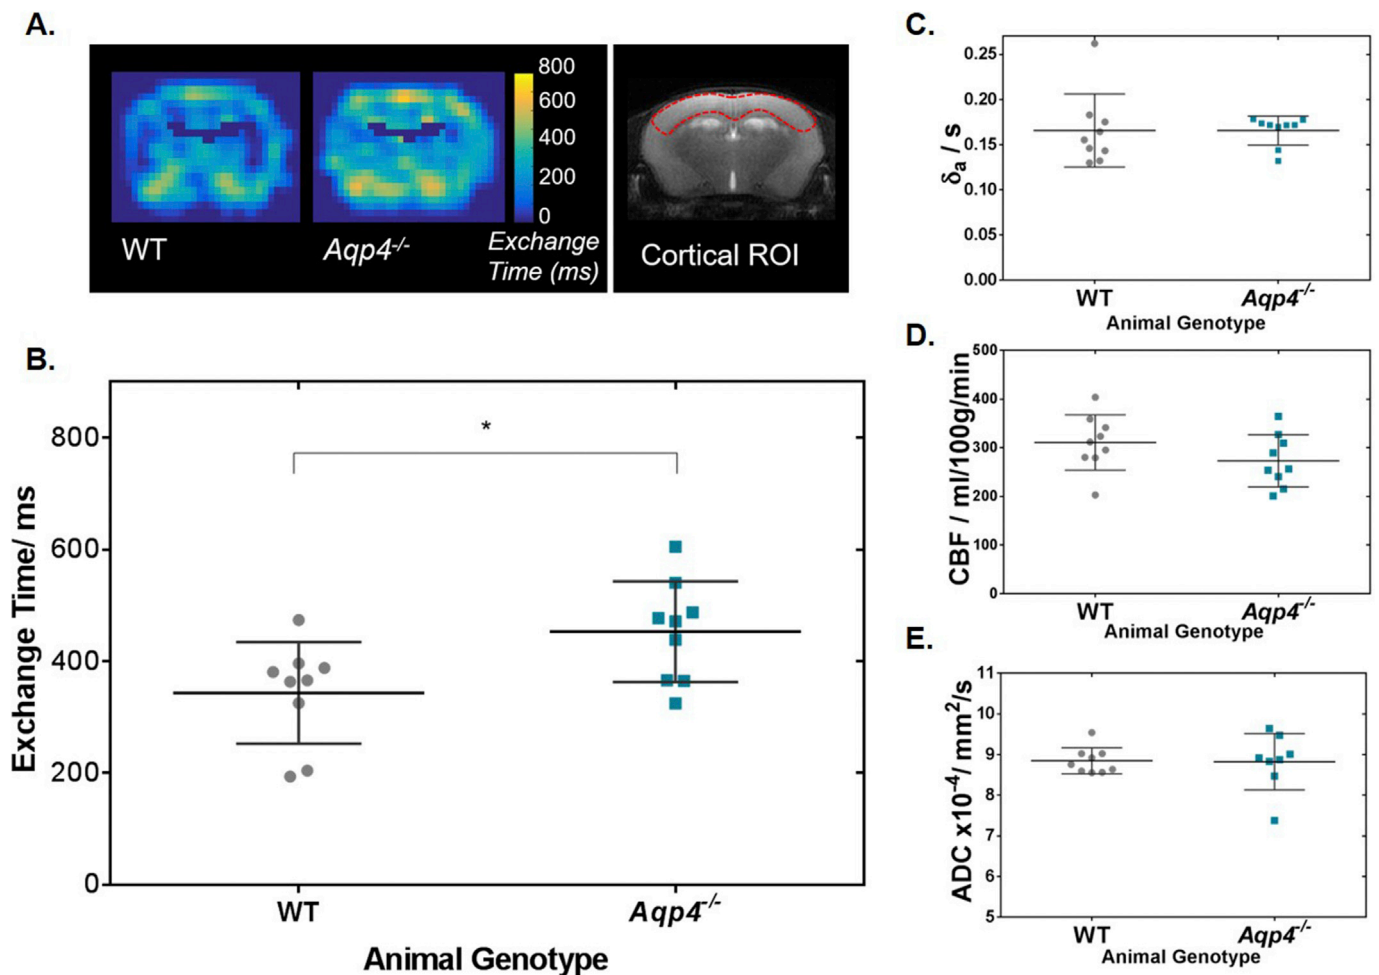 A.
800
600
400
200
0
WT
Aqp4-/-
Exchange
Time (ms)
Cortical ROI
B.
Exchange Time/ ms
800
600
400
200
0
*
WT
Aqp4-/-
Animal Genotype
C.
δa / s
0.25
0.20
0.15
0.10
0.05
0.00
WT
Aqp4-/-
Animal Genotype
D.
CBF / ml/100g/min
500
400
300
200
100
0
WT
Aqp4-/-
Animal Genotype
E.
ADC x10-4/ mm2/s
11
10
9
8
7
6
5
WT
Aqp4-/-
Animal Genotype